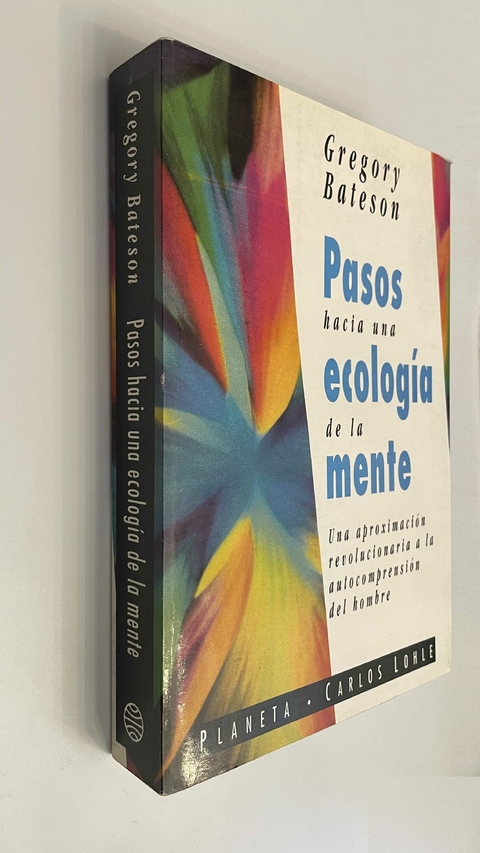 Gregory Bateson Pasos hacia una ecología de la mente
Gregory
Bateson
Pasos
hacia una
ecología
de la
mente
Una aproximación
revolucionaria a la
autocomprensión
del hombre
PLANETA • CARLOS LOHLE